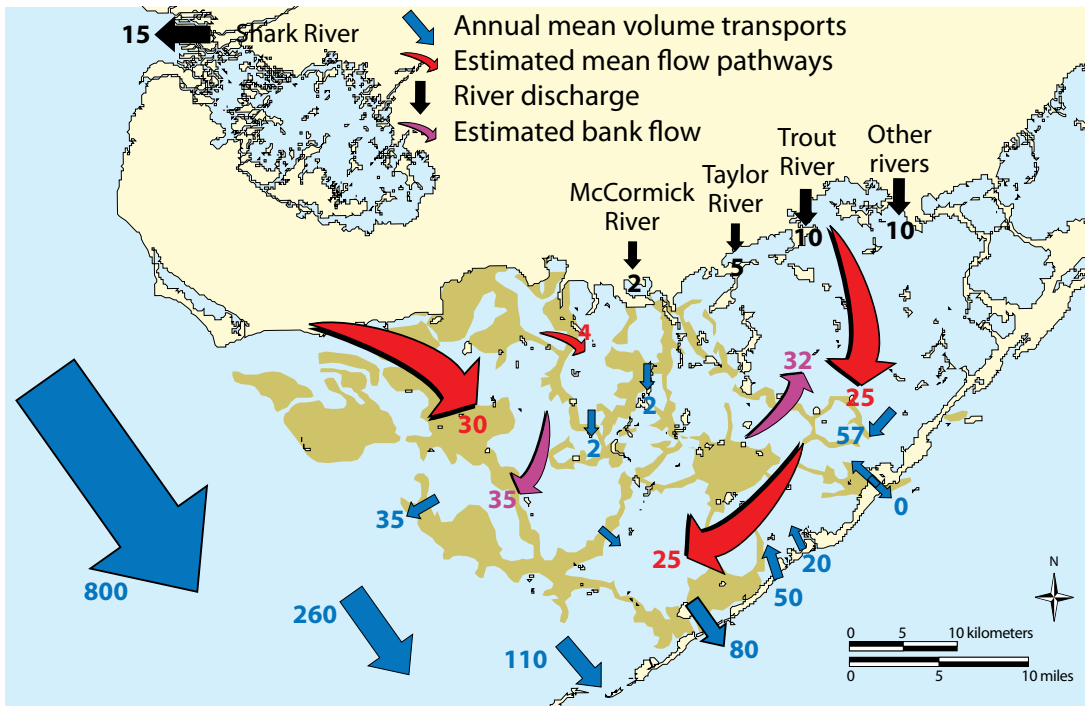 15
Shark River
Annual mean volume transports
Estimated mean flow pathways
River discharge
Estimated bank flow
McCormick
River
Taylor
River
Trout
River
Other
rivers
2
5
10
10
4
30
2
2
32
25
57
35
35
0
25
20
50
80
800
260
110
N
0 5 10 kilometers
0 5 10 miles